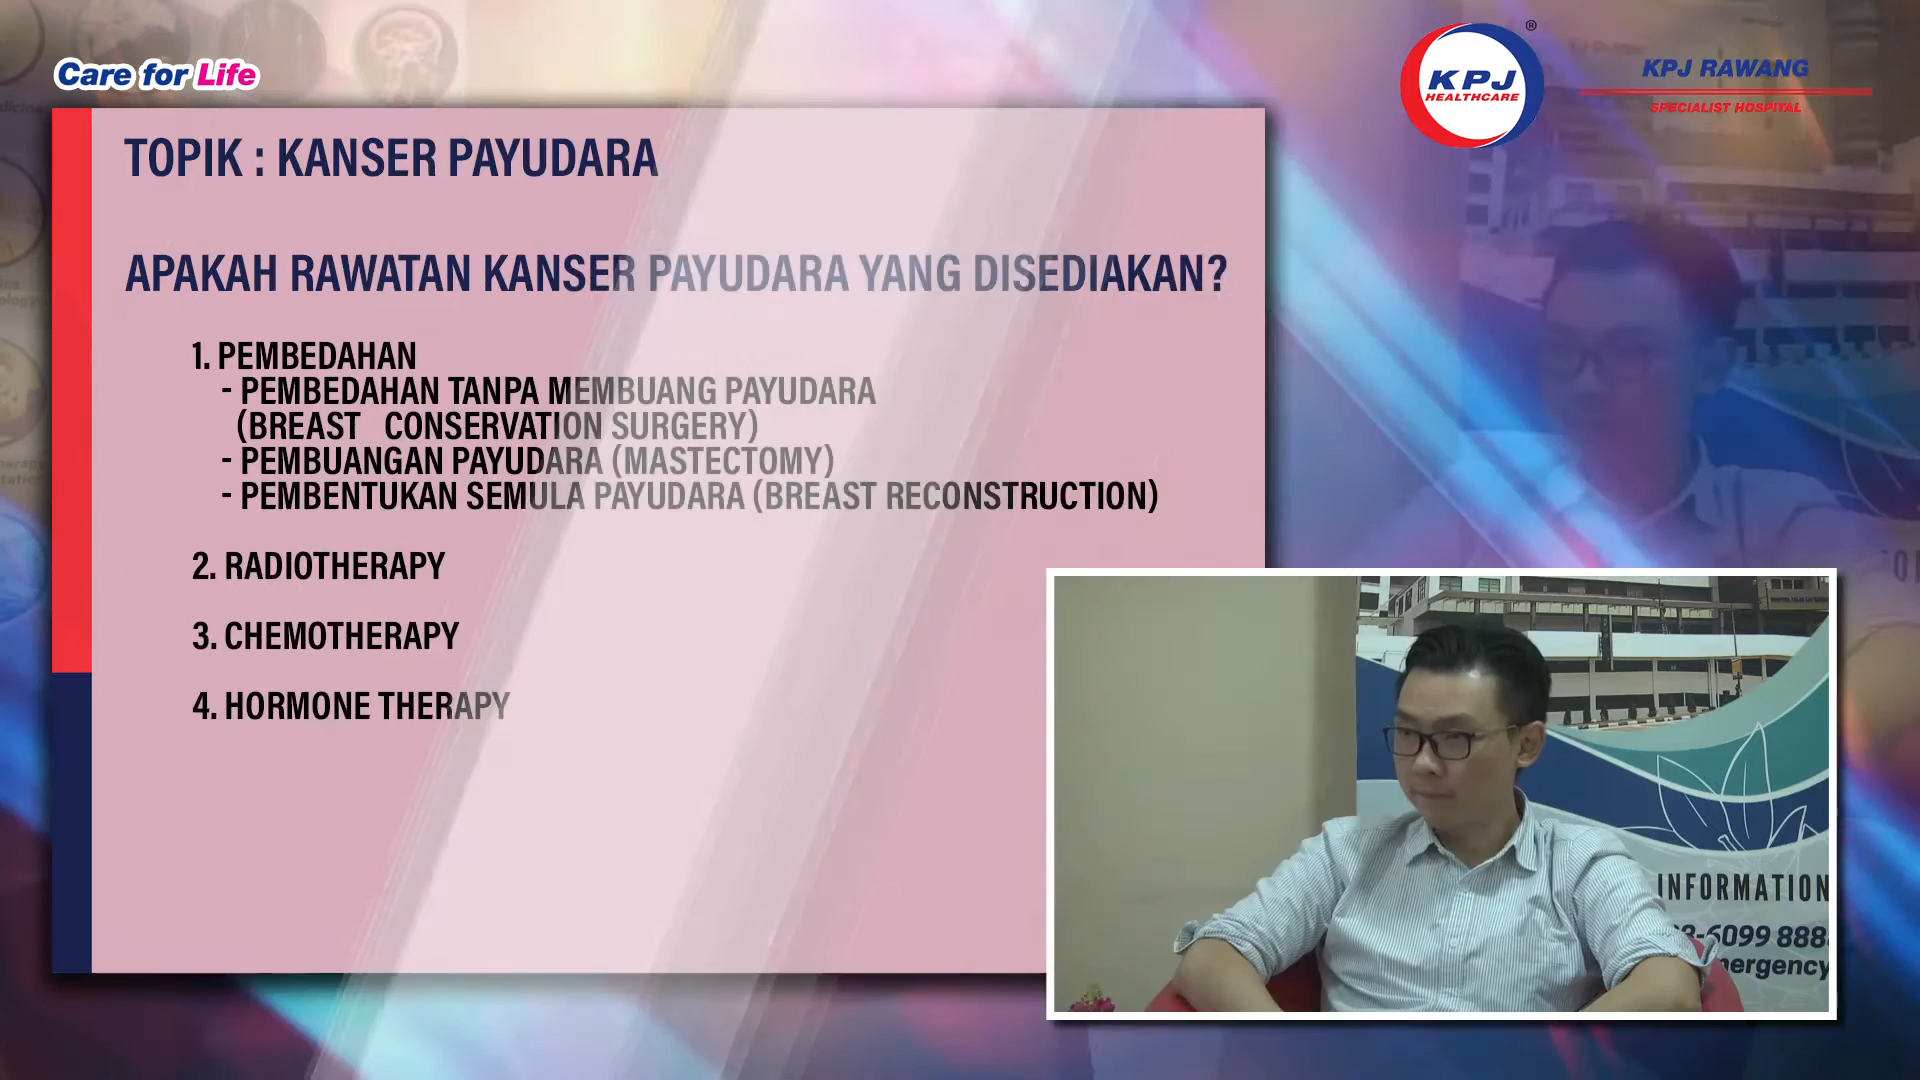 Care for Life
KPJ
HEALTHCARE
®
KPJ RAWANG
SPECIALIST HOSPITAL
TOPIK : KANSER PAYUDARA
APAKAH RAWATAN KANSER PAYUDARA YANG DISEDIAKAN?
1. PEMBEDAHAN
- PEMBEDAHAN TANPA MEMBUANG PAYUDARA
(BREAST CONSERVATION SURGERY)
- PEMBUANGAN PAYUDARA (MASTECTOMY)
- PEMBENTUKAN SEMULA PAYUDARA (BREAST RECONSTRUCTION)
2. RADIOTHERAPY
3. CHEMOTHERAPY
4. HORMONE THERAPY
INFORMATION
6099 888